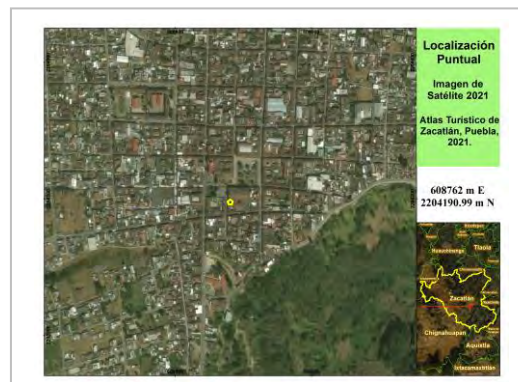 Localización
Puntual
Imagen de
Satélite 2021
Atlas Turístico de
Zacatlán, Puebla,
2021.
608762 m E
2204190.99 m N
Tlaola
Zacatlán
Chignahuapan
Aquixtla
Ixtacamaxtitlán